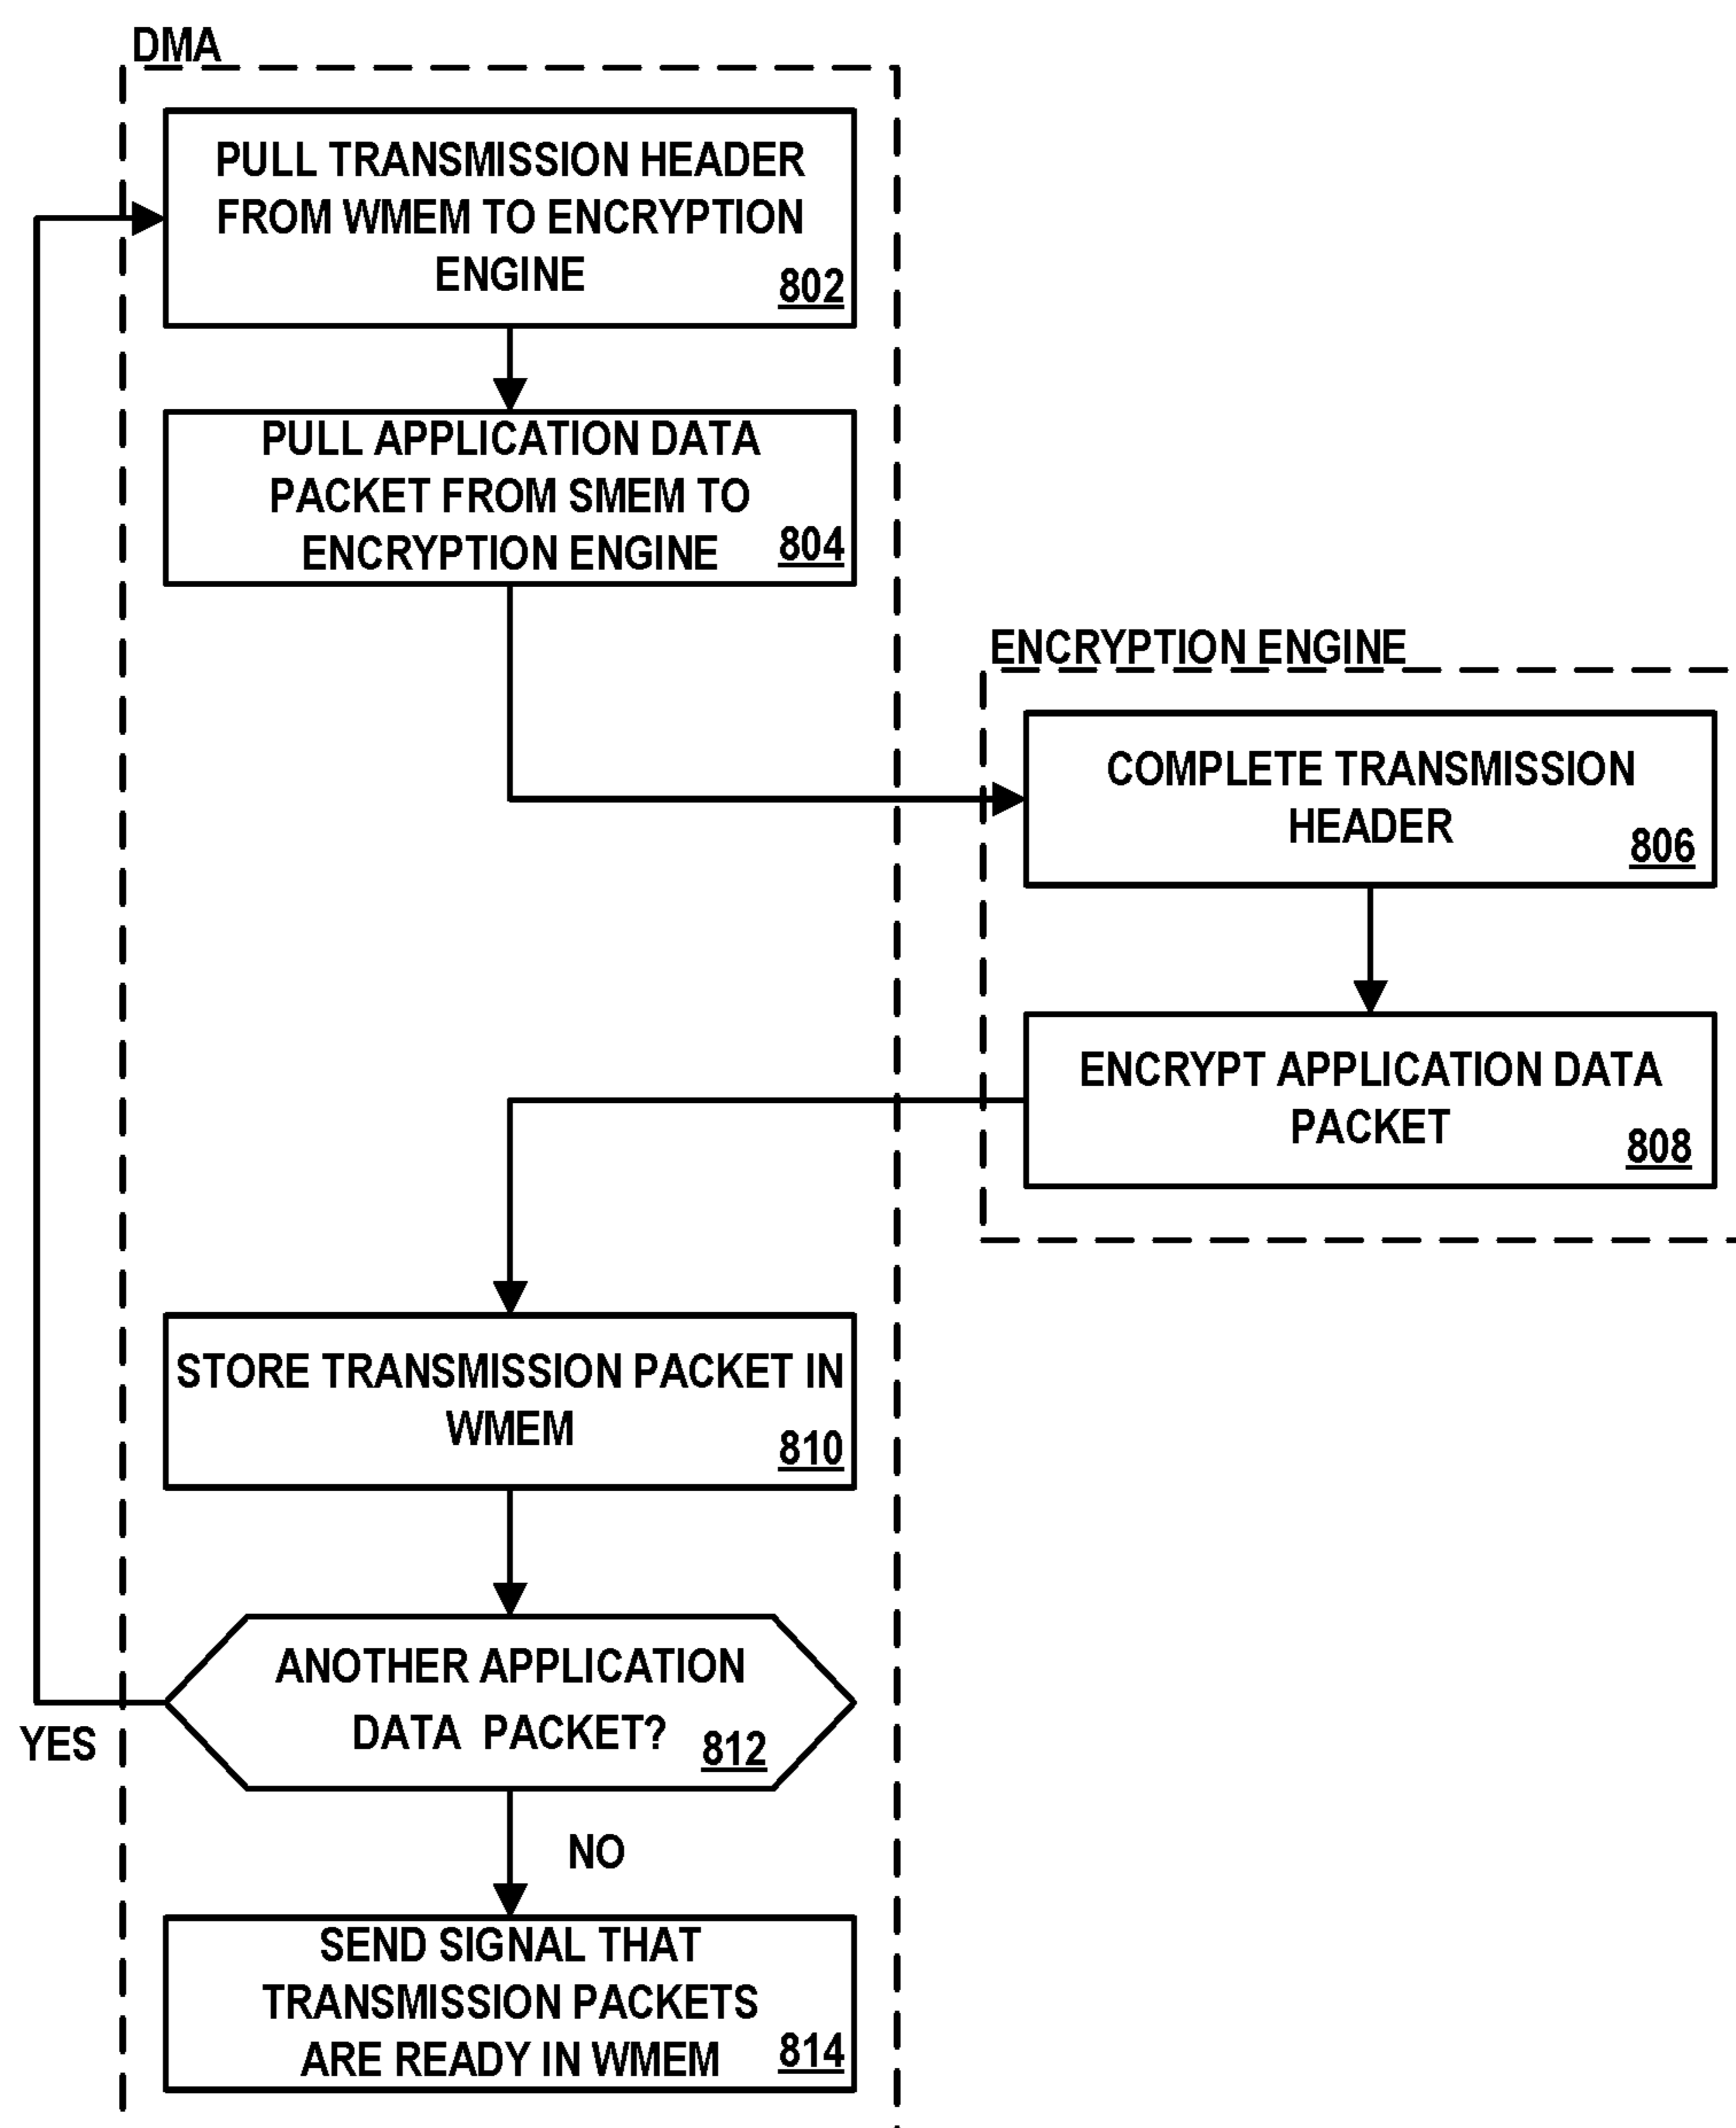 DMA
PULL TRANSMISSION HEADER
FROM WMEM TO ENCRYPTION
ENGINE
802
PULL APPLICATION DATA
PACKET FROM SMEM TO
ENCRYPTION ENGINE
804
ENCRYPTION ENGINE
COMPLETE TRANSMISSION
HEADER
806
ENCRYPT APPLICATION DATA
PACKET
808
STORE TRANSMISSION PACKET IN
WMEM
810
ANOTHER APPLICATION
DATA PACKET?
812
YES
NO
SEND SIGNAL THAT
TRANSMISSION PACKETS
ARE READY IN WMEM
814